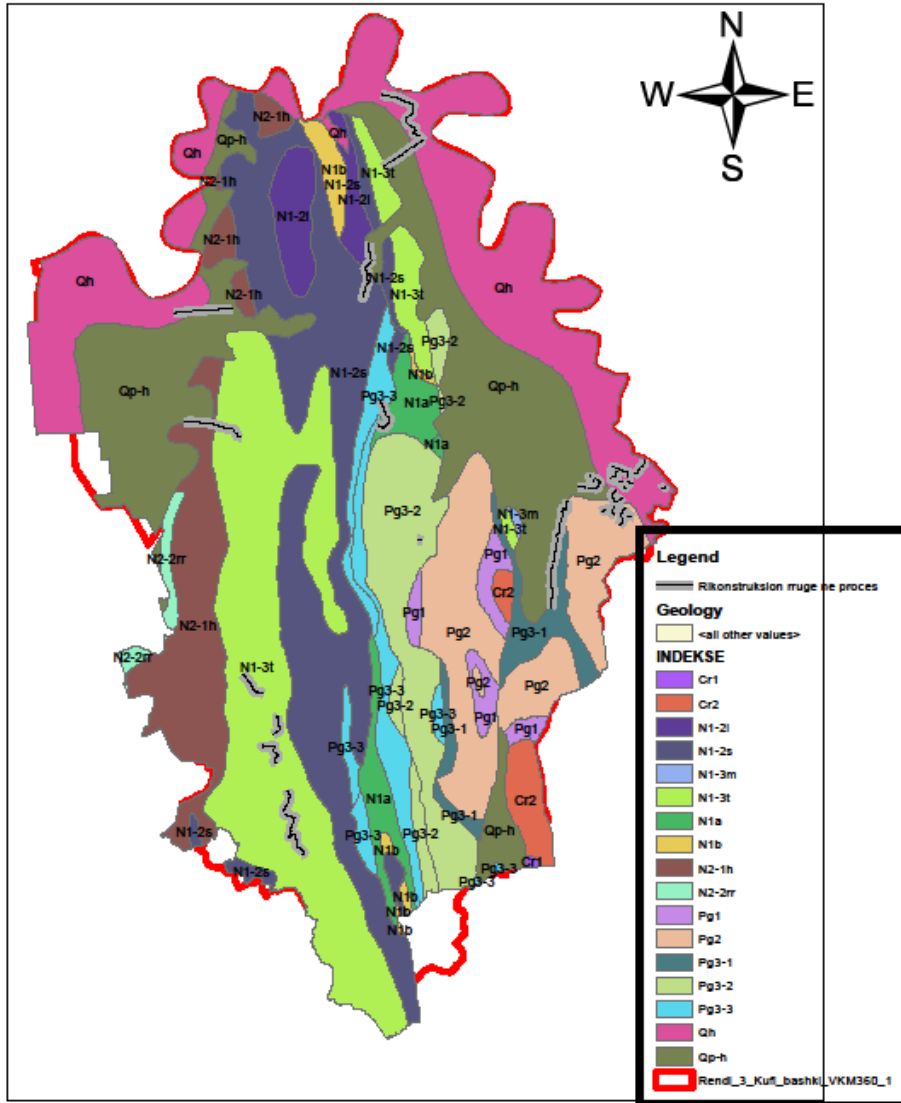 N
W E
S
N2-1h
Qp-h
Qh
Qh
N1b
N1-3t
N2-1h
N1-2s
N1-2l
N1-2l
N2-1h
N1-2s
Qh
N2-1h
N1-3t
Qh
Pg3-2
N1-2s
N1-2s
N1b
Qp-h
Qp-h
Pg3-3
N1a
Pg3-2
N1a
Pg3-2
N1-3m
N1-3t
Pg1
Pg2
N2-2rr
Cr2
Pg1
N2-1h
Pg2
Pg3-1
N2-2rr
N1-3t
Pg3-3
Pg2
Pg2
Pg3-2
Pg3-3
Pg1
Pg1
Pg3-1
Pg3-3
N1a
Cr2
Pg3-1
N1-2s
Pg3-3
Pg3-2
Qp-h
N1b
Cr1
N1-2s
Pg3-3
Pg3-3
N1b
N1b
N1b
Legend
Rikonstruksion rruge ne proces
Geology
<all other values>
INDEKSE
Cr1
Cr2
N1-2l
N1-2s
N1-3m
N1-3t
N1a
N1b
N2-1h
N2-2rr
Pg1
Pg2
Pg3-1
Pg3-2
Pg3-3
Qh
Qp-h
Rendi_3_Kufi_bashki_VKM360_1